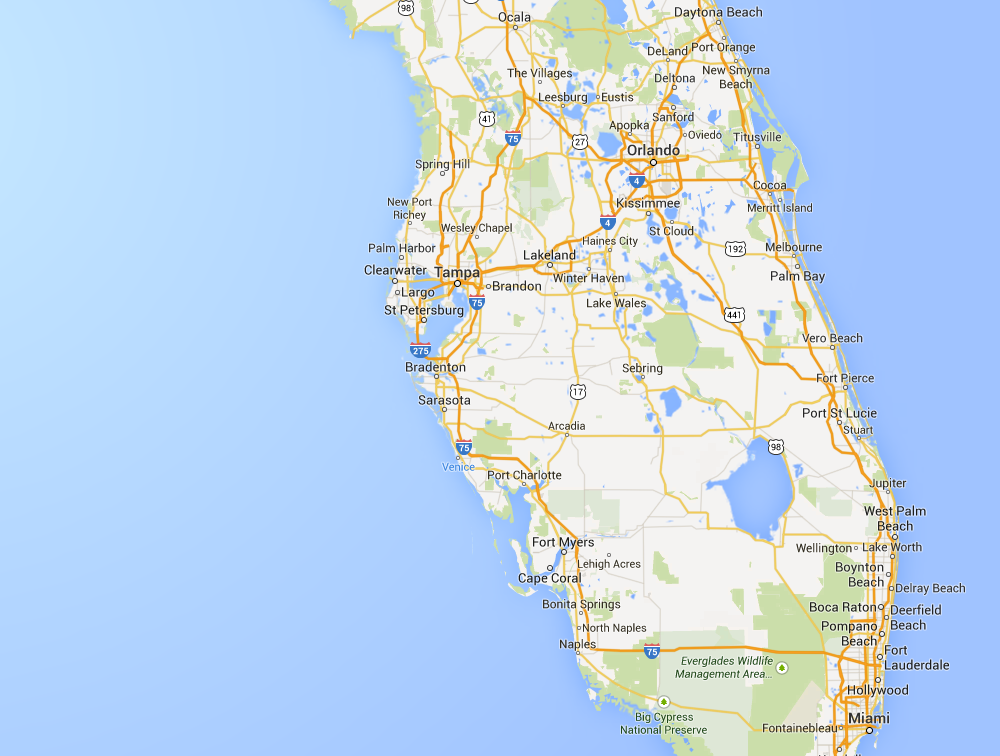 98
Ocala
Daytona Beach
DeLand
Port Orange
The Villages
Deltona
New Smyrna
Beach
Leesburg
Eustis
41
Sanford
Apopka
Oviedo
Titusville
75
27
Orlando
Spring Hill
4
Cocoa
New Port
Richey
Kissimmee
Merritt Island
4
Wesley Chapel
St Cloud
Palm Harbor
Haines City
192
Melbourne
Lakeland
Clearwater
Tampa
Palm Bay
Winter Haven
Brandon
Largo
75
Lake Wales
St Petersburg
441
Vero Beach
275
Bradenton
Sebring
Fort Pierce
17
Sarasota
Port St Lucie
Arcadia
Stuart
75
98
Venice
Port Charlotte
Jupiter
West Palm
Beach
Fort Myers
Wellington
Lake Worth
Lehigh Acres
Boynton
Beach
Cape Coral
Delray Beach
Bonita Springs
Boca Raton
Deerfield
Beach
North Naples
Pompano
Beach
Naples
75
Fort
Lauderdale
Everglades Wildlife
Management Area...
Hollywood
Big Cypress
National Preserve
Miami
Fontainebleau